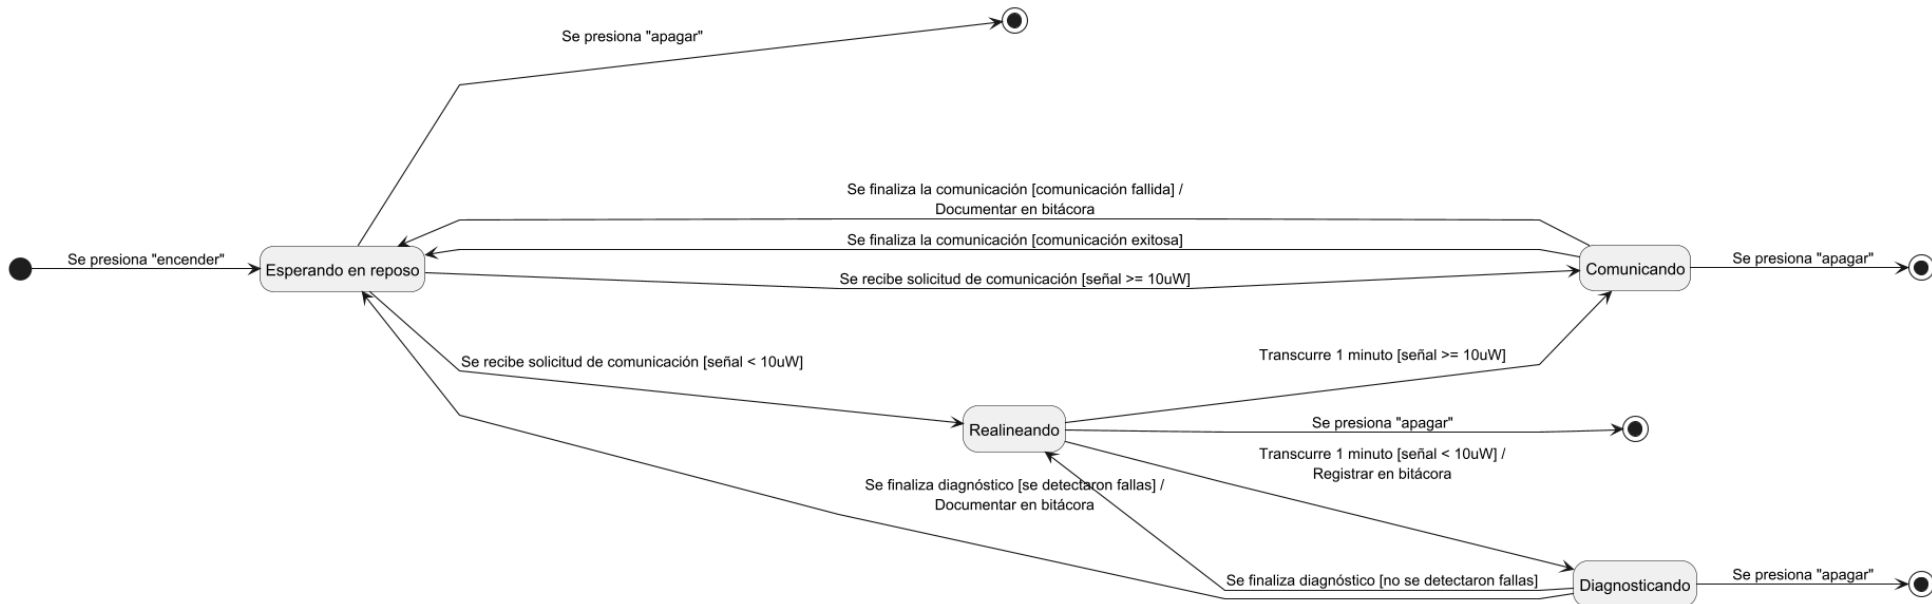 Se presiona "apagar"
Se finaliza la comunicación [comunicación fallida] /
Documentar en bitácora
Se finaliza la comunicación [comunicación exitosa]
Se presiona "encender"
Esperando en reposo
Se recibe solicitud de comunicación [señal >= 10uW]
Comunicando
Se presiona "apagar"
Se recibe solicitud de comunicación [señal < 10uW]
Transcurre 1 minuto [señal >= 10uW]
Realineando
Se presiona "apagar"
Transcurre 1 minuto [señal < 10uW] /
Registrar en bitácora
Se finaliza diagnóstico [se detectaron fallas] /
Documentar en bitácora
Se finaliza diagnóstico [no se detectaron fallas]
Diagnosticando
Se presiona "apagar"